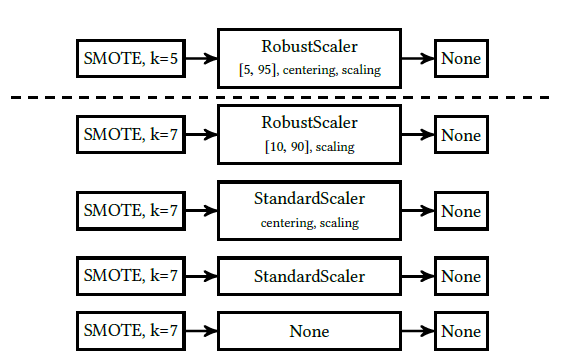 SMOTE, k=5
RobustScaler
[5, 95], centering, scaling
None
SMOTE, k=7
RobustScaler
[10, 90], scaling
None
SMOTE, k=7
StandardScaler
centering, scaling
None
SMOTE, k=7
StandardScaler
None
SMOTE, k=7
None
None